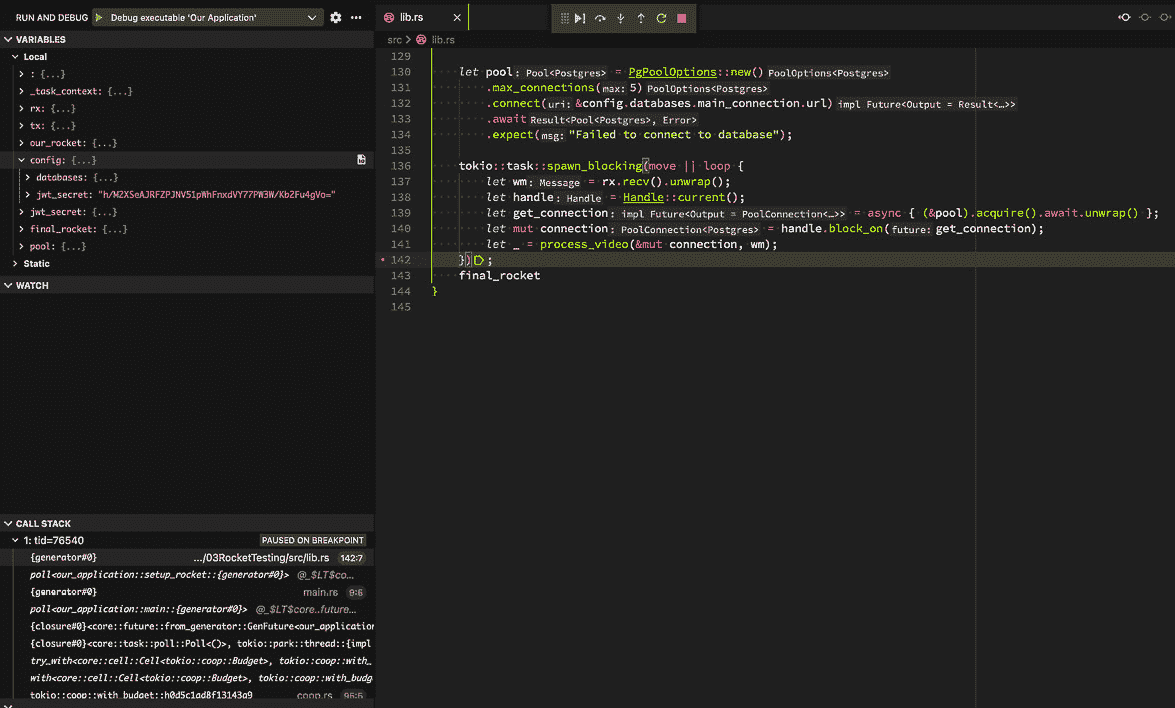 RUN AND DEBUG Debug executable 'Our Application'
VARIABLES
Local
: {...}
_task_context: {...}
rx: {...}
tx: {...}
our_rocket: {...}
config: {...}
databases: {...}
jwt_secret: "h/M2XSeAJRFZPJNV51pWhFnxdVY77PW3W/Kb2Fu4gVo="
jwt_secret: {...}
final_rocket: {...}
pool: {...}
Static
WATCH
CALL STACK
1: tid=76540 PAUSED ON BREAKPOINT
{generator#0} .../03RocketTesting/src/lib.rs 142:7
poll<our_application::setup_rocket::{generator#0}> @_$LT$co...
{generator#0} main.rs 9:6
poll<our_application::main::{generator#0}> @_$LT$core..future...
{closure#0}<core::future::from_generator::GenFuture<our_application
{closure#0}<core::task::poll::Poll<()>, tokio::park::thread::{impl
try_with<core::cell::Cell<tokio::coop::Budget>, tokio::coop::with_
with<core::cell::Cell<tokio::coop::Budget>, tokio::coop::with_budg
tokio::coop::with_budget::h0d5c1ad8f13143a9 coop.rs 96:5
lib.rs
src > lib.rs
129
130 let pool: Pool<Postgres> = PgPoolOptions::new() PoolOptions<Postgres>
131 .max_connections(max: 5) PoolOptions<Postgres>
132 .connect(uri: &config.databases.main_connection.url) impl Future<Output = Result<…>>
133 .await Result<Pool<Postgres>, Error>
134 .expect(msg: "Failed to connect to database");
135
136 tokio::task::spawn_blocking(move || loop {
137 let wm: Message = rx.recv().unwrap();
138 let handle: Handle = Handle::current();
139 let get_connection: impl Future<Output = PoolConnection<…>> = async { (&pool).acquire().await.unwrap() };
140 let mut connection: PoolConnection<Postgres> = handle.block_on(future: get_connection);
141 let _ = process_video(&mut connection, wm);
142 });
143 final_rocket
144 }
145